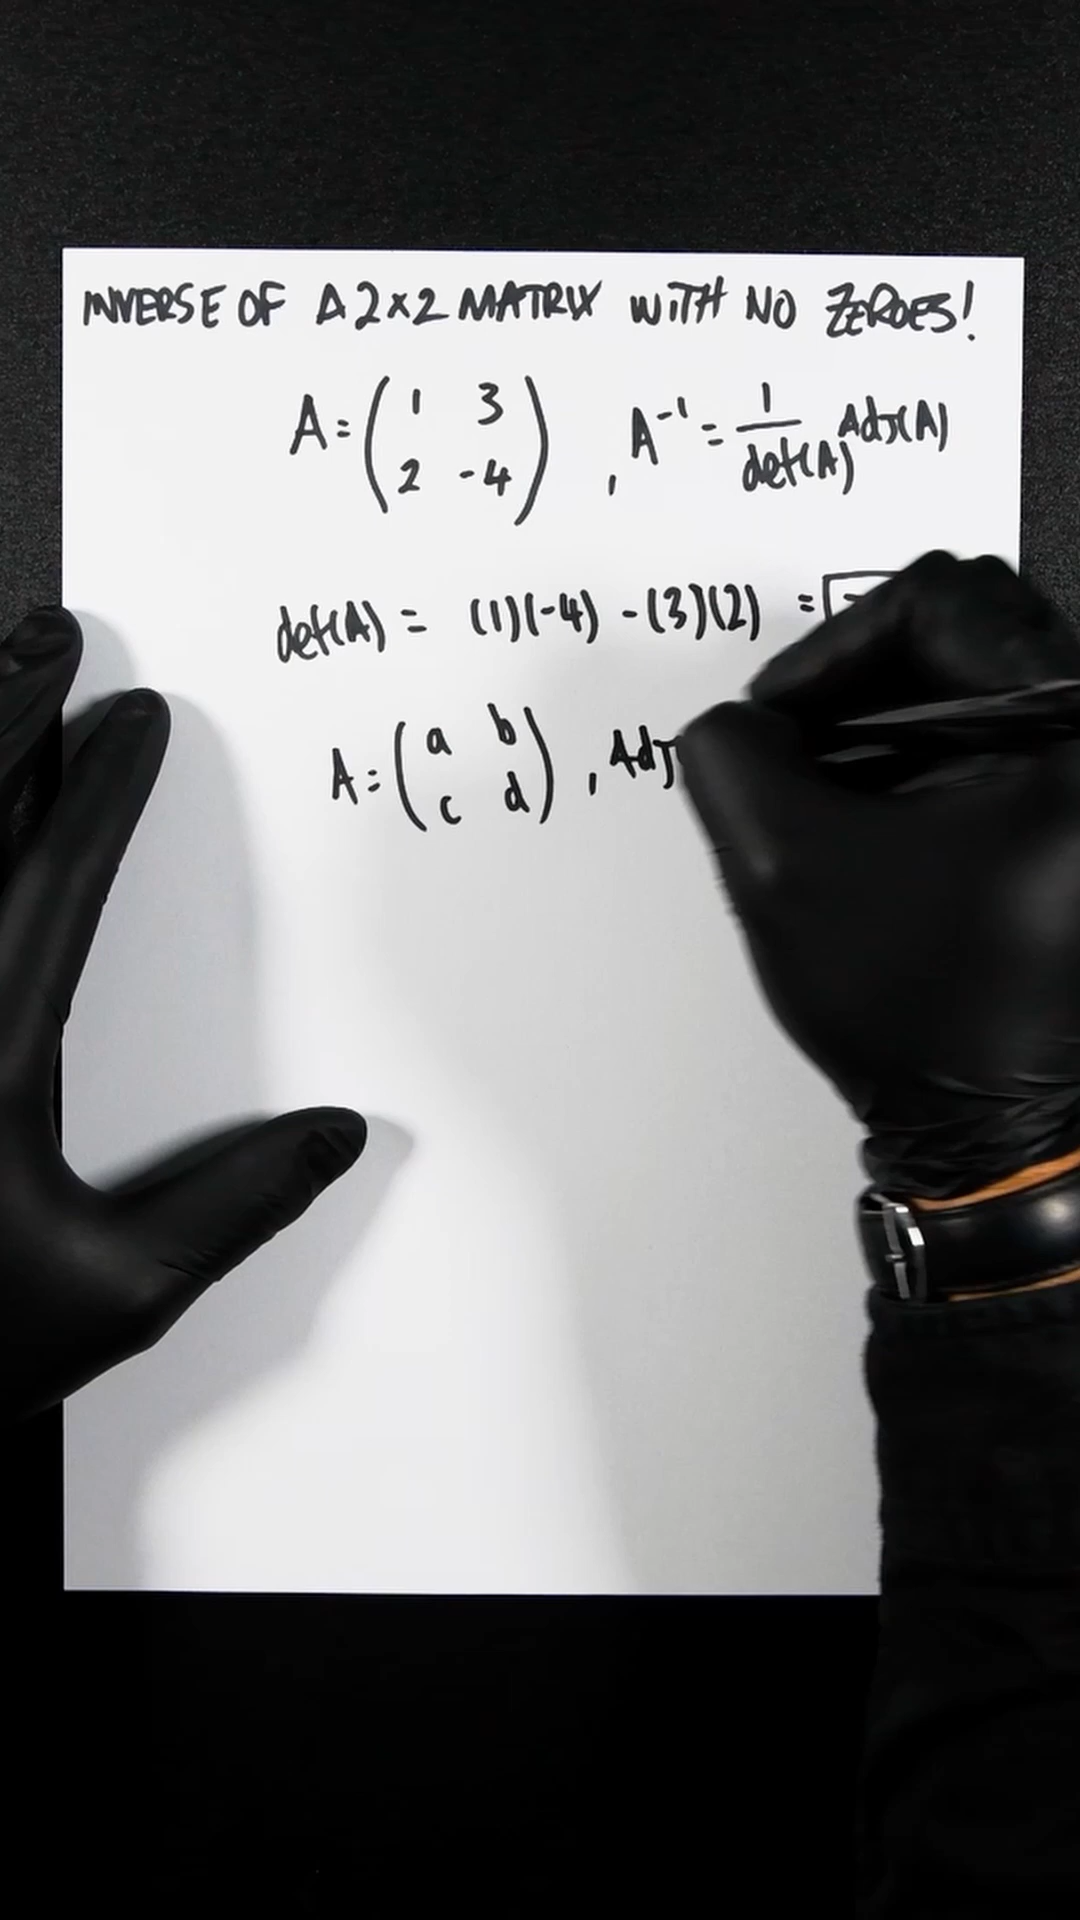 INVERSE OF A 2×2 MATRIX WITH NO ZEROES!
A = ( 1 3 ; 2 -4 ) , A⁻¹ = 1/det(A) Adj(A)
det(A) = (1)(-4) - (3)(2) =
A = ( a b ; c d ) , Adj